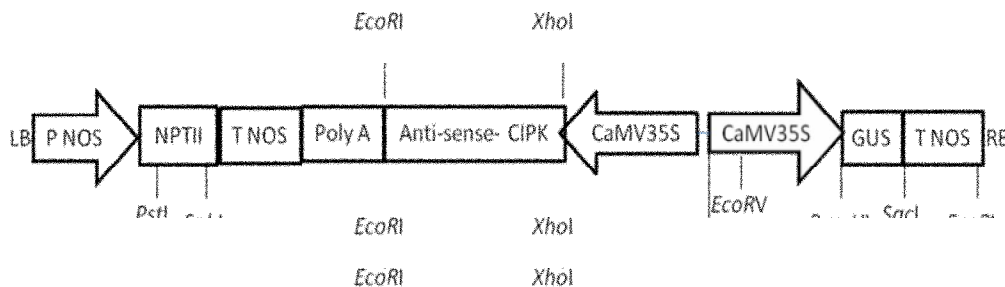 EcoRI XhoI
LB P NOS NPTII T NOS Poly A Anti-sense- CIPK CaMV35S CaMV35S GUS T NOS RB
PstI EcoRV SacI
EcoRI XhoI
EcoRI XhoI